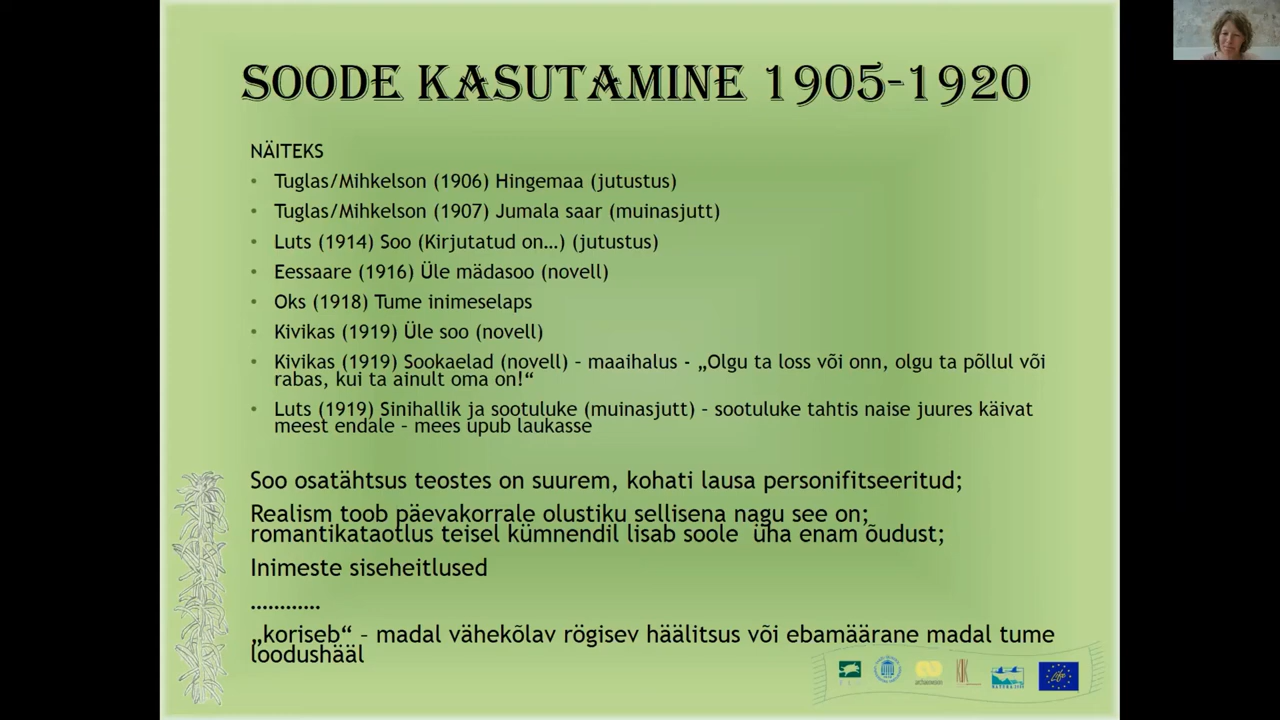 SOODE KASUTAMINE 1905-1920
NÄITEKS
• Tuglas/Mihkelson (1906) Hingemaa (jutustus)
• Tuglas/Mihkelson (1907) Jumala saar (muinasjutt)
• Luts (1914) Soo (Kirjutatud on…) (jutustus)
• Eessaare (1916) Üle mädasoo (novell)
• Oks (1918) Tume inimeselaps
• Kivikas (1919) Üle soo (novell)
• Kivikas (1919) Sookaelad (novell) – maaihalus - „Olgu ta loss või onn, olgu ta põllul või
rabas, kui ta ainult oma on!“
• Luts (1919) Sinihallik ja sootuluke (muinasjutt) – sootuluke tahtis naise juures käivat
meest endale – mees upub laukasse
Soo osatähtsus teostes on suurem, kohati lausa personifitseeritud;
Realism toob päevakorrale olustiku sellisena nagu see on;
romantikataotlus teisel kümnendil lisab soole üha enam õudust;
Inimeste siseheitlused
…………
„koriseb“ – madal vähekõlav rögisev häälitsus või ebamäärane madal tume
loodushääl